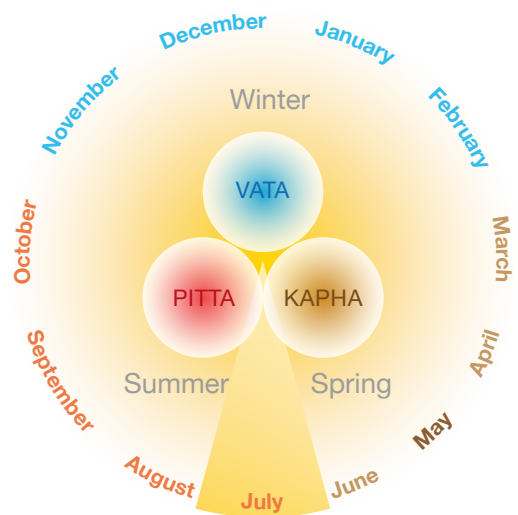 December
January
November
February
Winter
VATA
October
March
PITTA
KAPHA
September
April
Summer
Spring
May
August
June
July